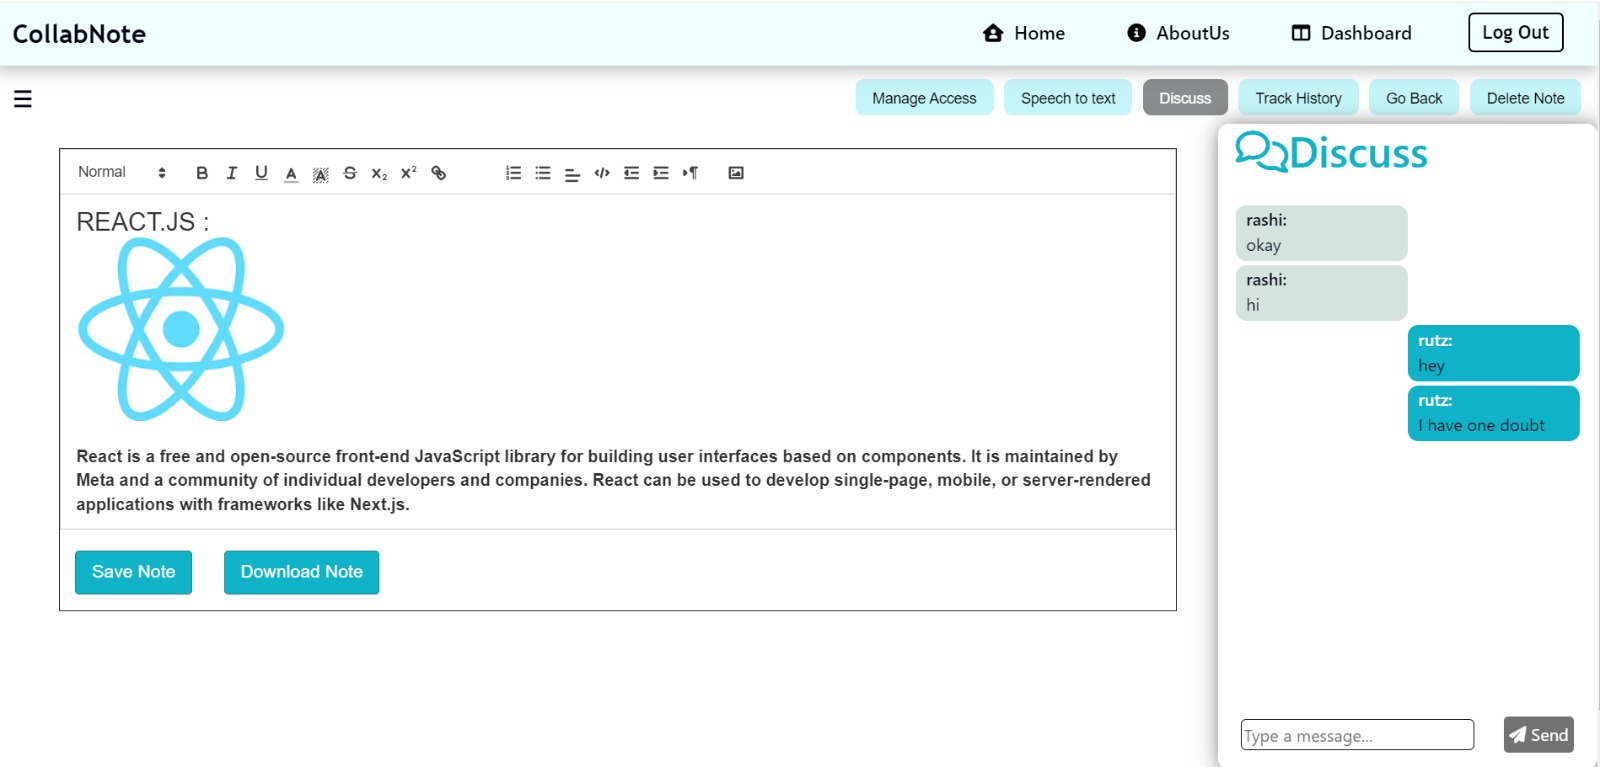 CollabNote
Home
AboutUs
Dashboard
Log Out
Manage Access
Speech to text
Discuss
Track History
Go Back
Delete Note
Normal
REACT.JS :
React is a free and open-source front-end JavaScript library for building user interfaces based on components. It is maintained by
Meta and a community of individual developers and companies. React can be used to develop single-page, mobile, or server-rendered
applications with frameworks like Next.js.
Save Note
Download Note
Discuss
rashi:
okay
rashi:
hi
rutz:
hey
rutz:
I have one doubt
Type a message...
Send